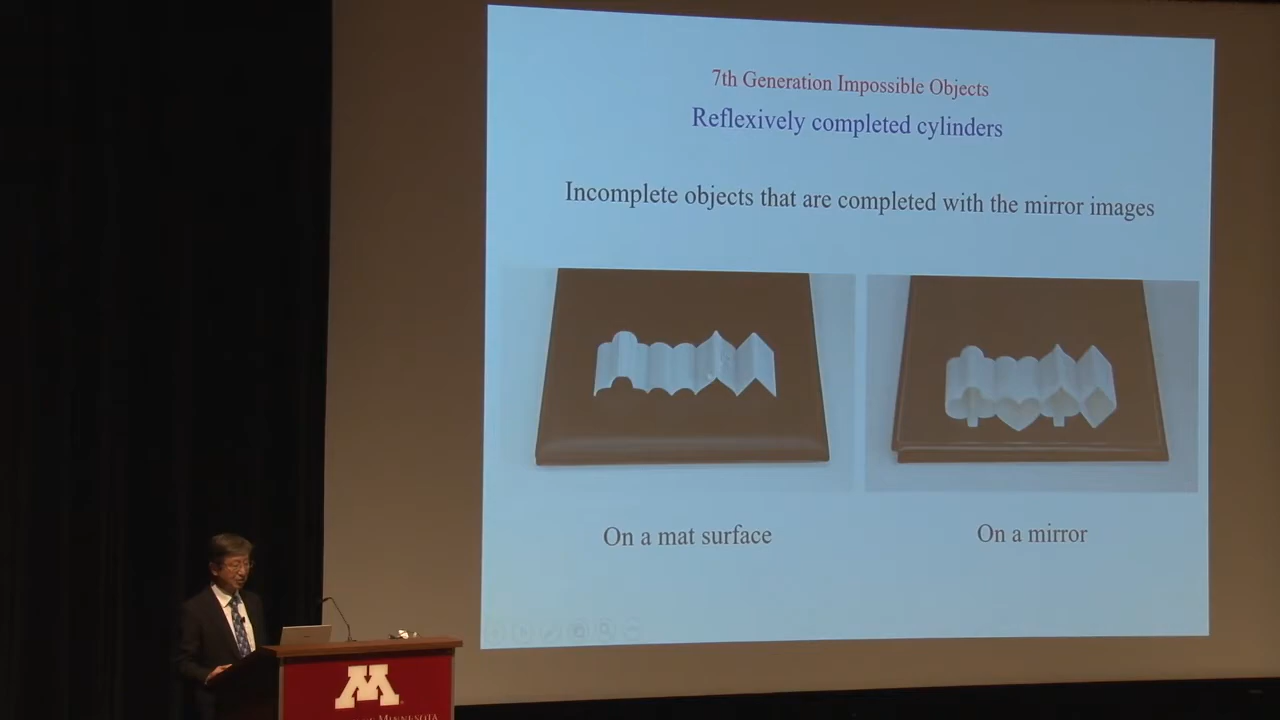 7th Generation Impossible Objects
Reflexively completed cylinders
Incomplete objects that are completed with the mirror images
On a mat surface
On a mirror
M
Minnesota